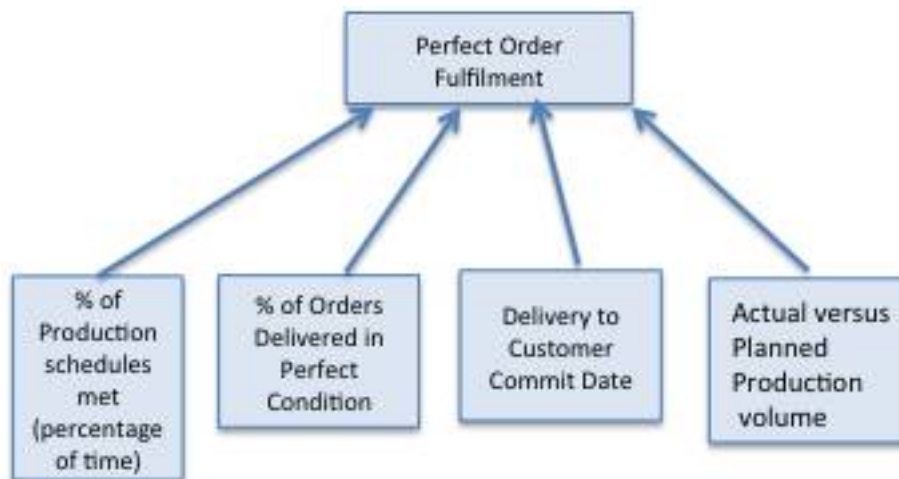 Perfect Order
Fulfilment
% of
Production
schedules
met
(percentage
of time)
% of Orders
Delivered in
Perfect
Condition
Delivery to
Customer
Commit Date
Actual versus
Planned
Production
volume